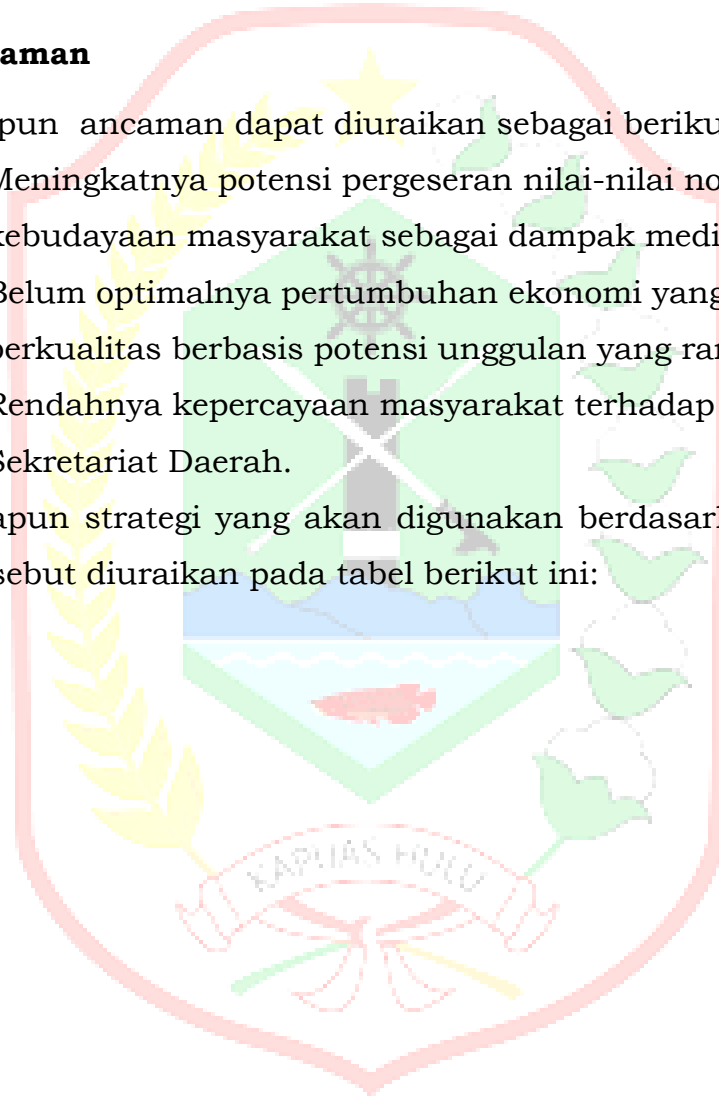 aman
pun ancaman dapat diuraikan sebagai beriku
Meningkatnya potensi pergeseran nilai-nilai no
kebudayaan masyarakat sebagai dampak medi
Belum optimalnya pertumbuhan ekonomi yang
berkualitas berbasis potensi unggulan yang ra
Rendahnya kepercayaan masyarakat terhadap
Sekretariat Daerah.
apun strategi yang akan digunakan berdasark
sebut diuraikan pada tabel berikut ini:
KAPUAS HULU